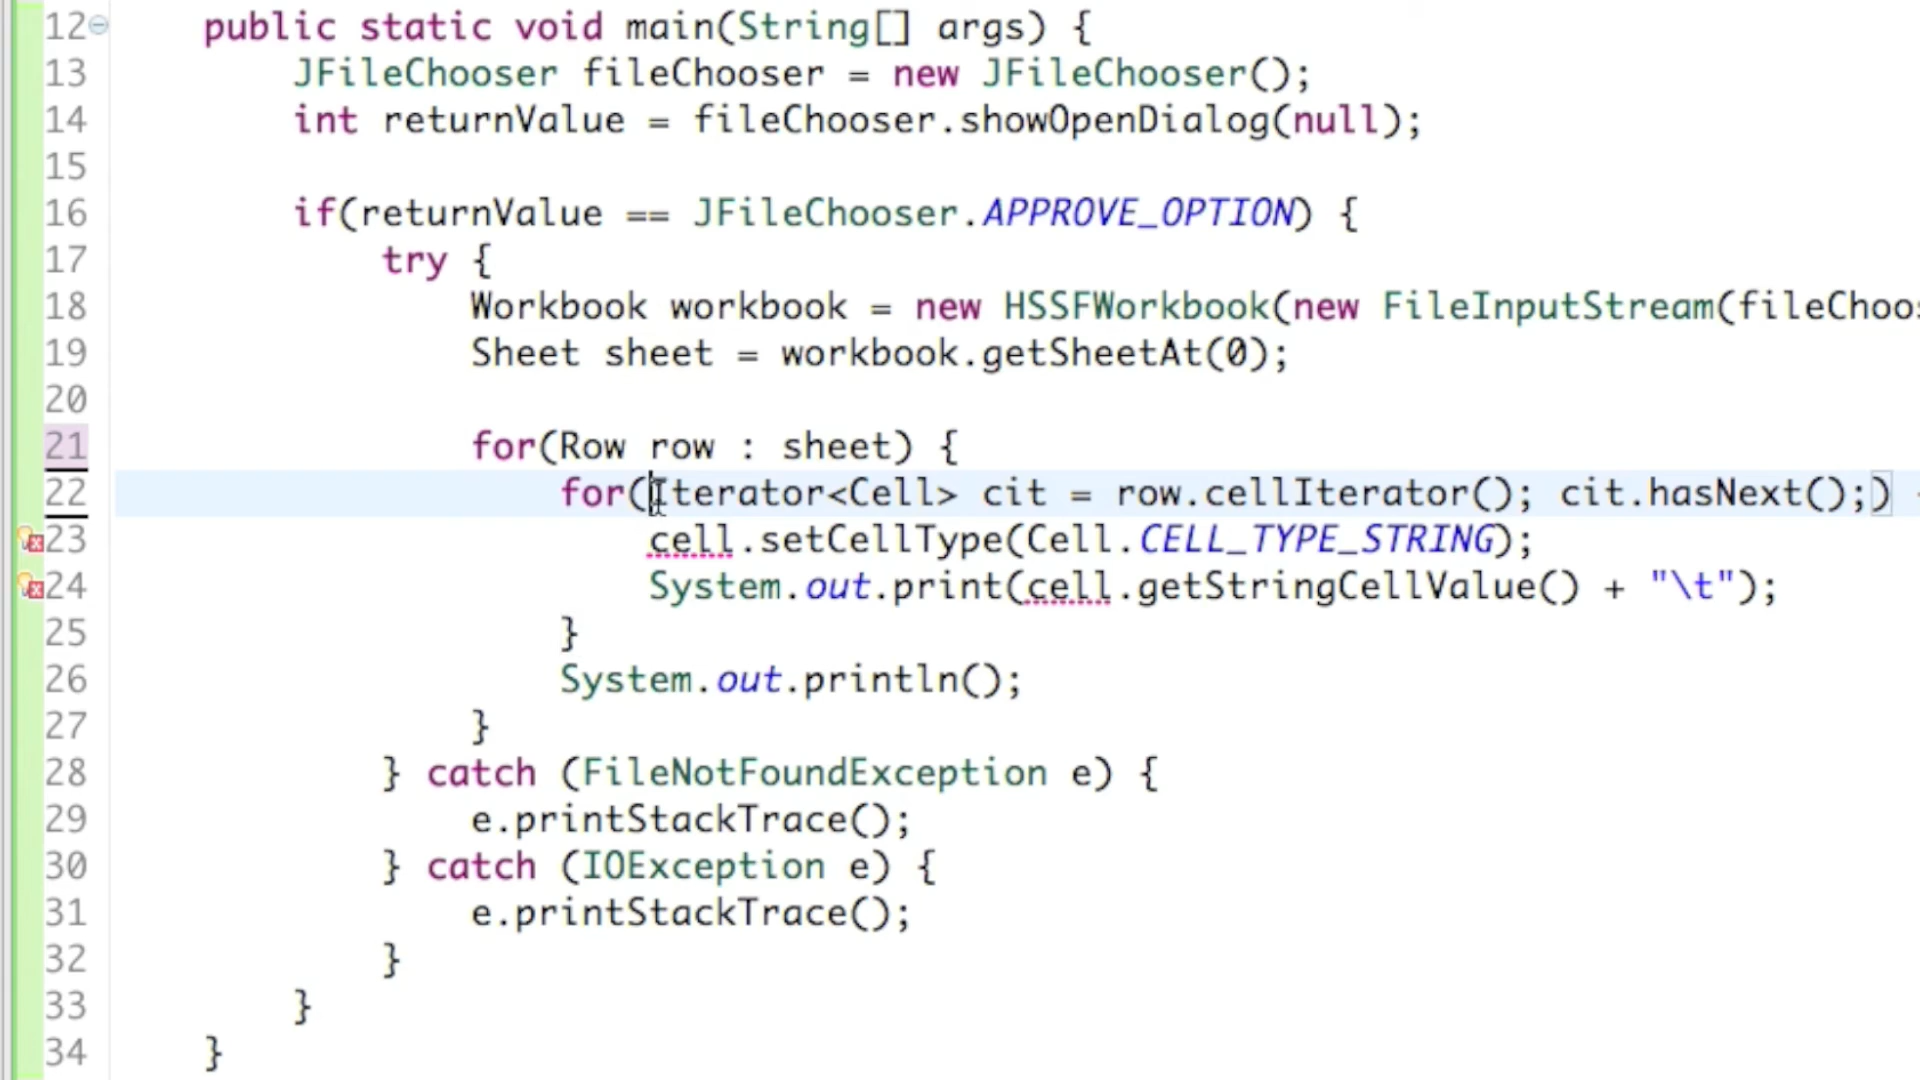 12 public static void main(String[] args) {
13 JFileChooser fileChooser = new JFileChooser();
14 int returnValue = fileChooser.showOpenDialog(null);
15
16 if(returnValue == JFileChooser.APPROVE_OPTION) {
17 try {
18 Workbook workbook = new HSSFWorkbook(new FileInputStream(fileChoos
19 Sheet sheet = workbook.getSheetAt(0);
20
21 for(Row row : sheet) {
22 for(Iterator<Cell> cit = row.cellIterator(); cit.hasNext();)
23 cell.setCellType(Cell.CELL_TYPE_STRING);
24 System.out.print(cell.getStringCellValue() + "\t");
25 }
26 System.out.println();
27 }
28 } catch (FileNotFoundException e) {
29 e.printStackTrace();
30 } catch (IOException e) {
31 e.printStackTrace();
32 }
33 }
34 }